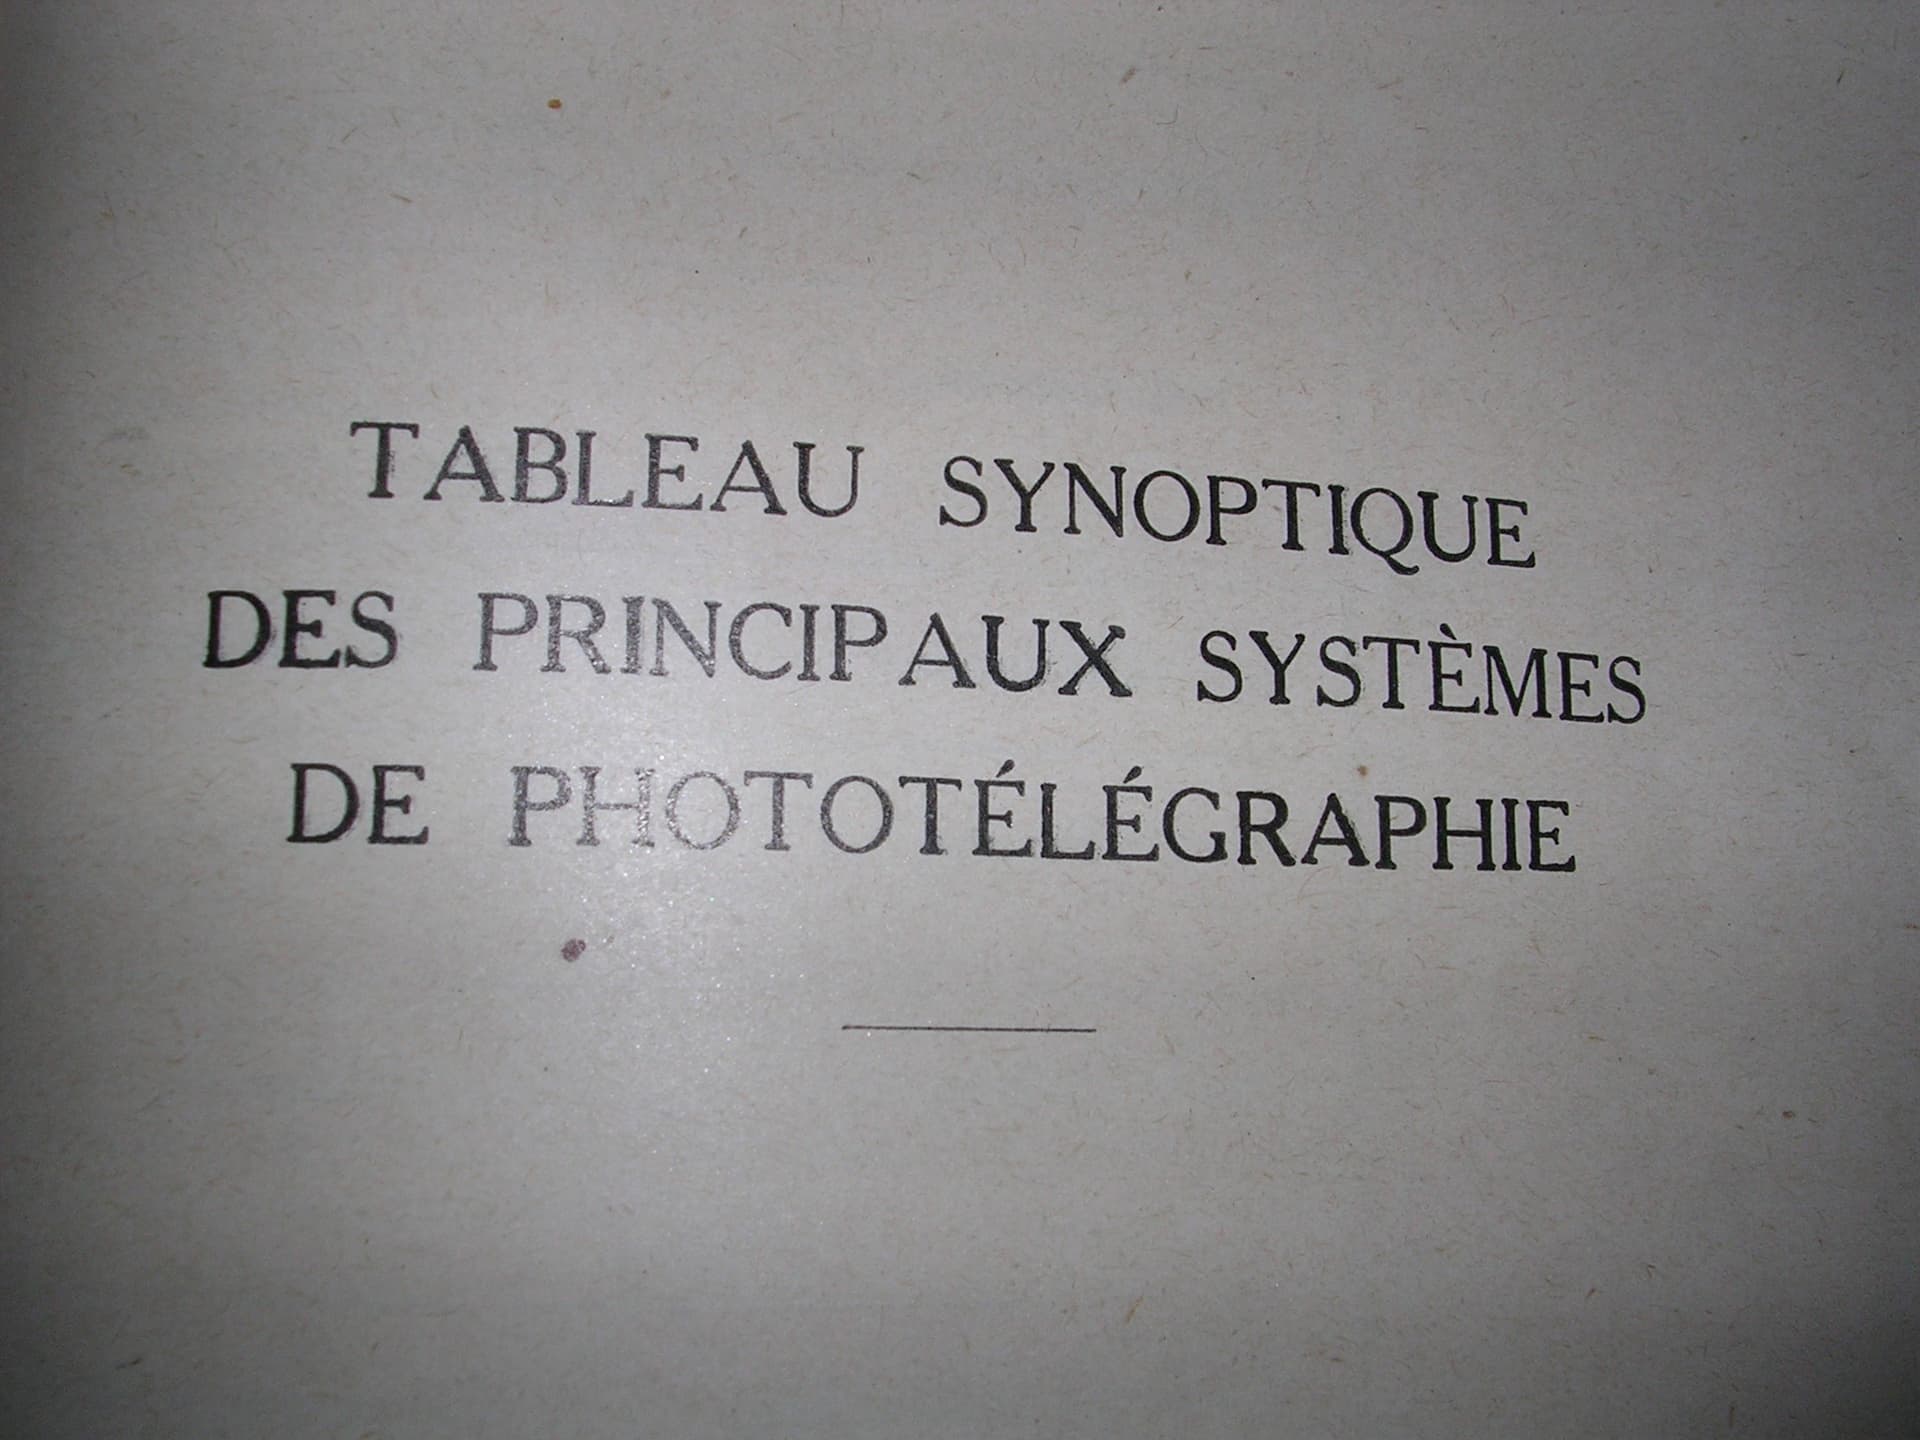 TABLEAU SYNOPTIQUE
DES PRINCIPAUX SYSTÈMES
DE PHOTOTÉLÉGRAPHIE